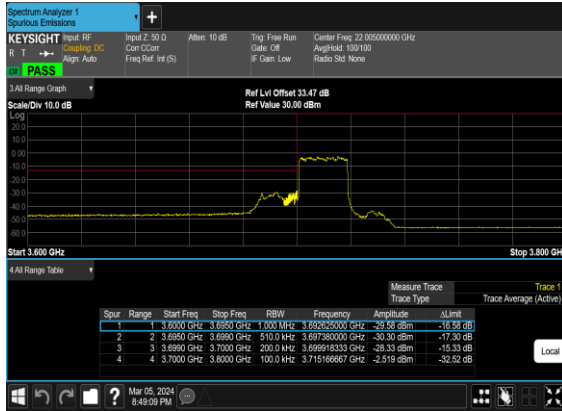 Spectrum Analyzer 1
Spurious Emissions
+
KEYSIGHT Input: RF Input Z: 50 Ω Atten: 10 dB Trig: Free Run Center Freq: 22.005000000 GHz
R T Coupling: DC Corr CCorr Gate: Off Avg|Hold: 100/100
Align: Auto Freq Ref: Int (S) IF Gain: Low Radio Std: None
PASS
3 All Range Graph
Ref Lvl Offset 33.47 dB
Scale/Div 10.0 dB Ref Value 30.00 dBm
Log
20.0
10.0
0.00
-10.0
-20.0
-30.0
-40.0
-50.0
-60.0
Start 3.600 GHz Stop 3.800 GH
4 All Range Table
Measure Trace Trace 1
Trace Type Trace Average (Active)
Spur Range Start Freq Stop Freq RBW Frequency Amplitude ΔLimit
1 1 3.6000 GHz 3.6950 GHz 1.000 MHz 3.692625000 GHz -29.58 dBm -16.58 dB
2 2 3.6950 GHz 3.6990 GHz 510.0 kHz 3.697380000 GHz -30.30 dBm -17.30 dB
3 3 3.6990 GHz 3.7000 GHz 200.0 kHz 3.699918333 GHz -28.33 dBm -15.33 dB
4 4 3.7000 GHz 3.8000 GHz 100.0 kHz 3.715166667 GHz -2.519 dBm -32.52 dB
Local
?
Mar 05, 2024
8:49:09 PM